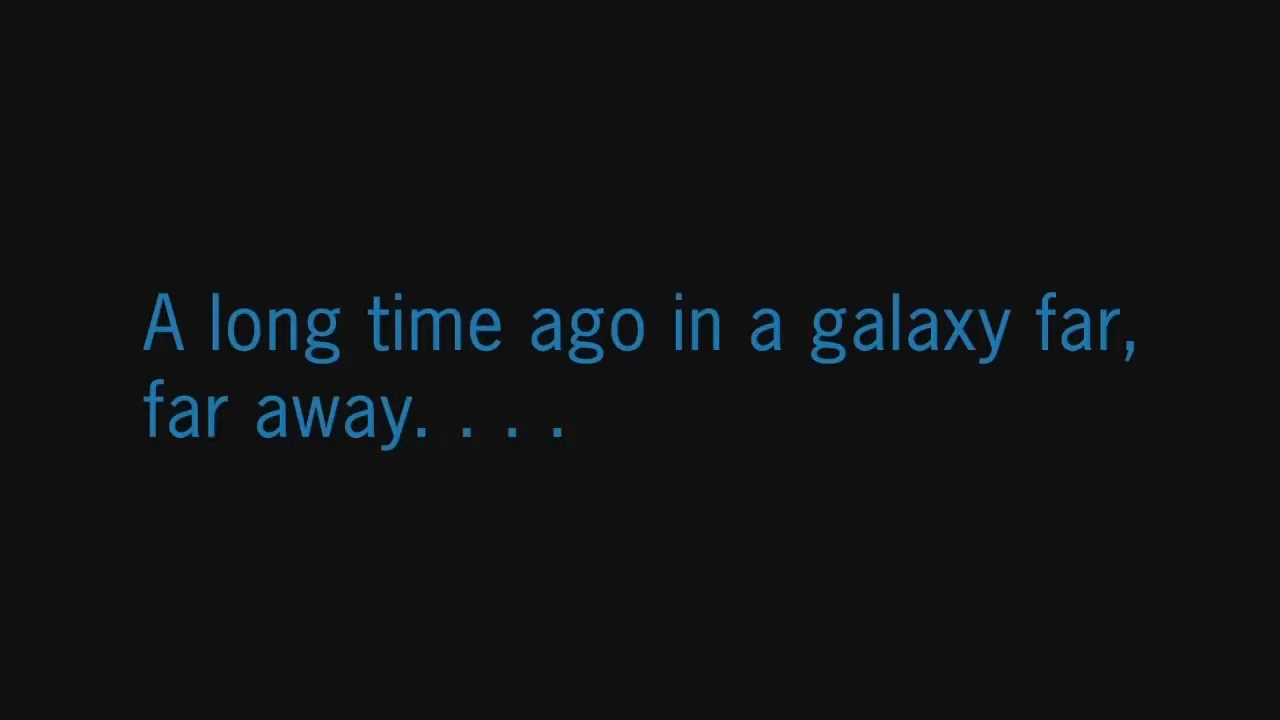 A long time ago in a galaxy far,
far away. . . .